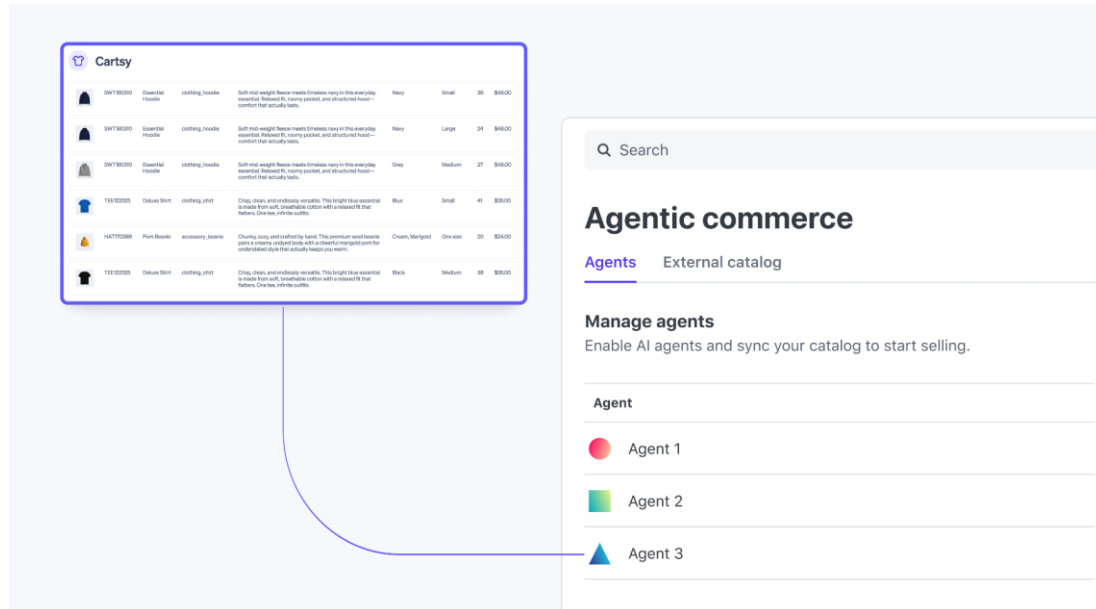 Cartsy
SWT180310 Essential Hoodie clothing_hoodie Soft mid-weight fleece meets timeless navy in this everyday essential. Relaxed fit, roomy pocket, and structured hood—comfort that actually lasts. Navy Small 38 $48.00
SWT180310 Essential Hoodie clothing_hoodie Soft mid-weight fleece meets timeless navy in this everyday essential. Relaxed fit, roomy pocket, and structured hood—comfort that actually lasts. Navy Large 24 $48.00
SWT180310 Essential Hoodie clothing_hoodie Soft mid-weight fleece meets timeless navy in this everyday essential. Relaxed fit, roomy pocket, and structured hood—comfort that actually lasts. Grey Medium 27 $48.00
Deluxe Shirt clothing_shirt Crisp, clean, and endlessly versatile. This bright blue essential is made from soft, breathable cotton with a relaxed fit that flatters. One tee, infinite outfits. Blue Small 41 $26.00
Pom Beanie accessory_beanie Chunky, cozy, and crafted by hand. This premium wool beanie pairs a creamy undyed body with a cheerful marigold pom for understated style that actually keeps you warm. Cream, Marigold One size 20 $24.00
Deluxe Shirt clothing_shirt Crisp, clean, and endlessly versatile. This bright blue essential is made from soft, breathable cotton with a relaxed fit that flatters. One tee, infinite outfits. Black Medium 38 $26.00
Search
Agentic commerce
Agents External catalog
Manage agents
Enable AI agents and sync your catalog to start selling.
Agent
Agent 1
Agent 2
Agent 3